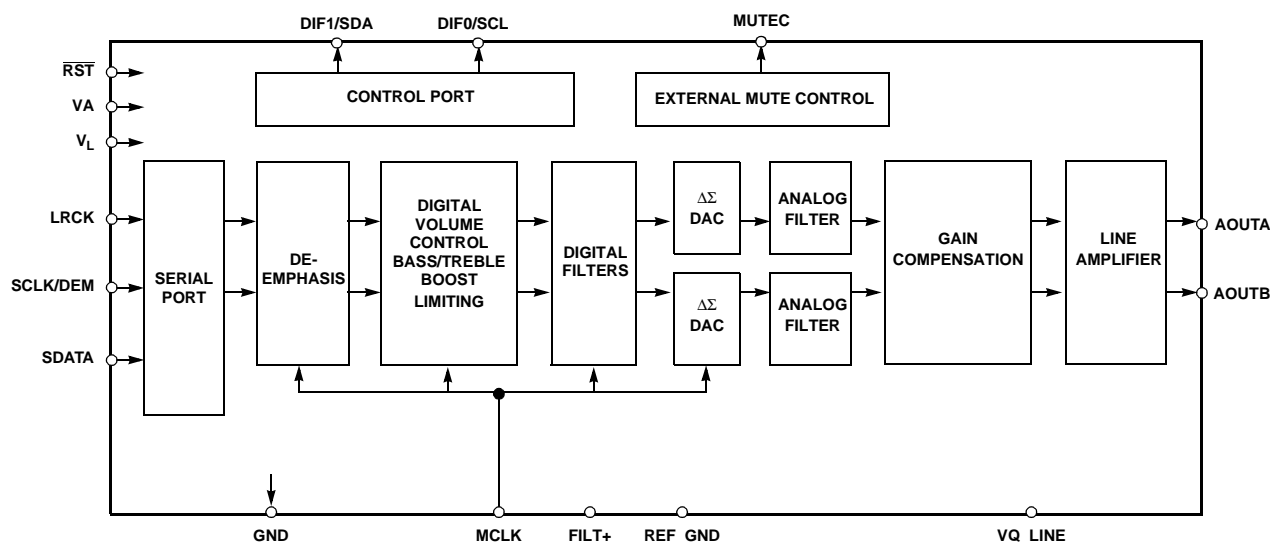 DIF1/SDA
DIF0/SCL
MUTEC
RST
VA
VL
CONTROL PORT
EXTERNAL MUTE CONTROL
LRCK
SCLK/DEM
SDATA
SERIAL
PORT
DE-
EMPHASIS
DIGITAL
VOLUME
CONTROL
BASS/TREBLE
BOOST
LIMITING
DIGITAL
FILTERS
ΔΣ
DAC
ANALOG
FILTER
ΔΣ
DAC
ANALOG
FILTER
GAIN
COMPENSATION
LINE
AMPLIFIER
AOUTA
AOUTB
GND
MCLK
FILT+
REF GND
VQ LINE